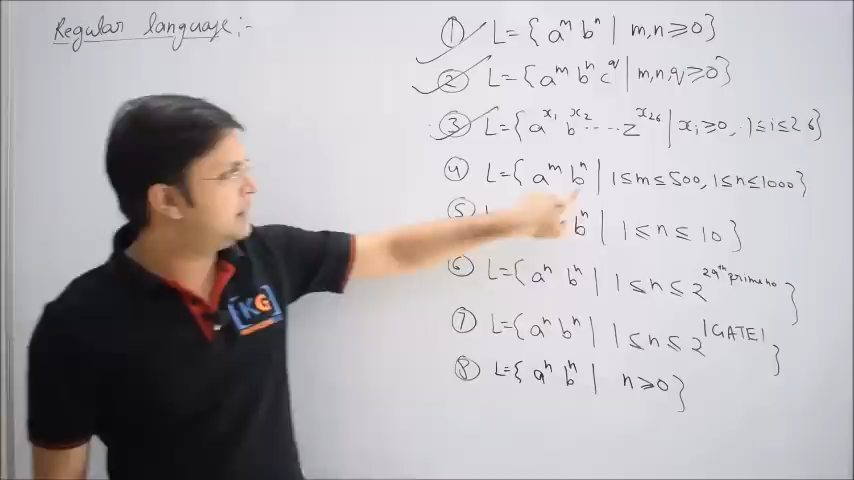 Regular language:-
① L={ a^m b^n | m,n≥0}
② L={a^m b^n c^q | m,n,q≥0}
③ L={a^x₁ b^x₂ ---- z^x₂₆ | xᵢ≥0, 1≤i≤26}
④ L={ a^m b^n | 1≤m≤500, 1≤n≤1000}
⑤ b^n | 1≤n≤10}
⑥ L={a^n b^n | 1≤n≤2^29th prime no}
⑦ L={a^n b^n | 1≤n≤2^|GATE|}
⑧ L={ a^n b^n | n≥0}
KG